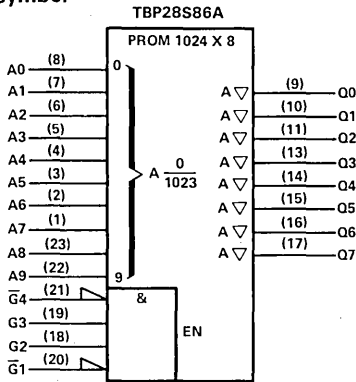 symbol
TBP28S86A
PROM 1024 X 8
A0 (8) 0
A1 (7) A ▽ (9) Q0
A2 (6) A ▽ (10) Q1
A3 (5) A ▽ (11) Q2
A4 (4) A ▽ (13) Q3
A5 (3) A 0/1023 A ▽ (14) Q4
A6 (2) A ▽ (15) Q5
A7 (1) A ▽ (16) Q6
A8 (23) A ▽ (17) Q7
A9 (22) 9
G̅4 (21) &
G3 (19) EN
G2 (18)
G̅1 (20)